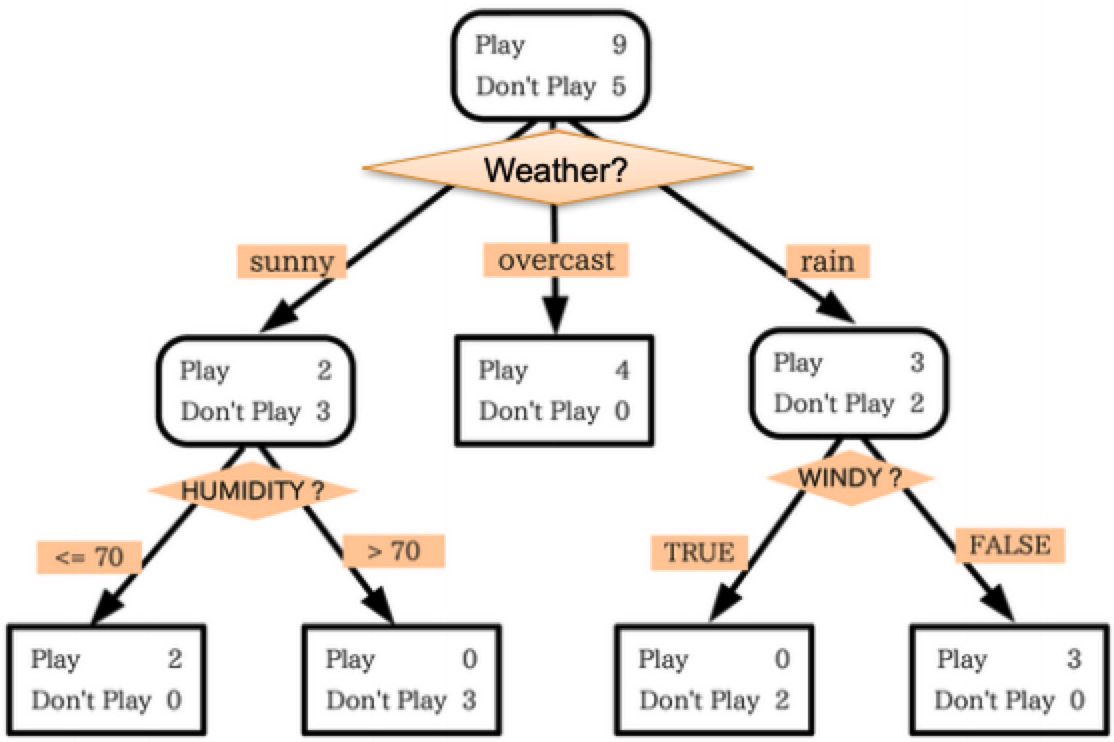 Play 9
Don't Play 5
Weather?
sunny
overcast
rain
Play 2
Don't Play 3
Play 4
Don't Play 0
Play 3
Don't Play 2
HUMIDITY ?
WINDY ?
<= 70
> 70
TRUE
FALSE
Play 2
Don't Play 0
Play 0
Don't Play 3
Play 0
Don't Play 2
Play 3
Don't Play 0